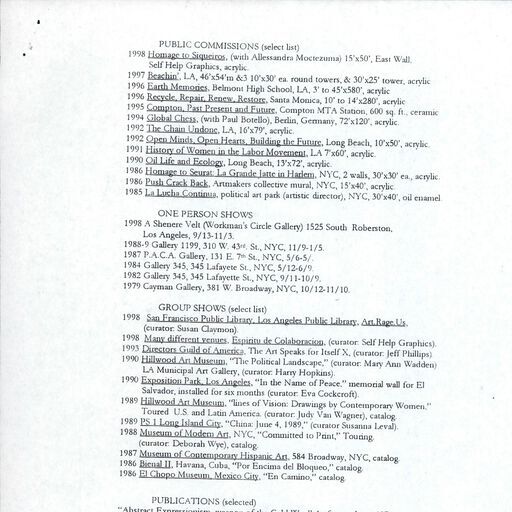 PUBLIC COMMISSIONS (select list)
1998 Homage to Siqueiros, (with Allessandra Moctezuma) 15'x50', East Wall.
Self Help Graphics, acrylic.
1997 Beachin', LA, 46'x54'm &3 10'x30' ea. round towers, & 30'x25' tower, acrylic
1996 Earth Memories, Belmont High School, LA, 3' to 45'x580', acrylic
1996 Recycle, Repair, Renew, Restore, Santa Monica, 10' to 14'x280', acrylic
1995 Compton, Past Present and Future, Compton MTA Station, 600 sq. ft., ceramic
1994 Global Chess, (with Paul Botello), Berlin, Germany, 72'x120', acrylic.
1992 The Chain Undone, LA, 16'x79', acrylic.
1992 Open Minds, Open Hearts, Building the Future, Long Beach, 10'x50', acrylic.
1991 History of Women in the Labor Movement, LA 7'x60', acrylic.
1990 Oil Life and Ecology, Long Beach, 13'x72', acrylic.
1986 Homage to Seurat: La Grande Jatte in Harlem, NYC, 2 walls, 30'x30' ea., acrylic.
1986 Push Crack Back, Artmakers collective mural, NYC, 15'x40', acrylic.
1985 La Lucha Continua, political art park (artistic director), NYC, 30'x40', oil enamel.
ONE PERSON SHOWS
1998 A Shenere Velt (Workman's Circle Gallery) 1525 South Roberston,
Los Angeles, 9/13-11/3.
1988-9 Gallery 1199, 310 W. 43rd. St., NYC, 11/9-1/5.
1987 P.A.C.A. Gallery, 131 E. 7th St., NYC, 5/6-5/.
1984 Gallery 345, 345 Lafayete St., NYC, 5/12-6/9.
1982 Gallery 345, 345 Lafayette St., NYC, 9/11-10/9.
1979 Cayman Gallery, 381 W. Broadway, NYC, 10/12-11/10.
GROUP SHOWS (select list)
1998 San Francisco Public Library, Los Angeles Public Library, Art.Rage.Us,
(curator: Susan Claymon).
1998 Many different venues, Espiritu de Colaboracion, (curator: Self Help Graphics).
1993 Directors Guild of America, The Art Speaks for Itself X, (curator: Jeff Phillips)
1990 Hillwood Art Museum, "The Political Landscape," (curator: Mary Ann Wadden)
LA Municipal Art Gallery, (curator: Harry Hopkins).
1990 Exposition Park, Los Angeles, "In the Name of Peace," memorial wall for El
Salvador, installed for six months (curator: Eva Cockcroft).
1989 Hillwood Art Museum, "lines of Vision: Drawings by Contemporary Women."
Toured U.S. and Latin America. (curator: Judy Van Wagner), catalog.
1989 PS 1 Long Island City, "China: June 4, 1989," (curator Susanna Leval).
1988 Museum of Modern Art, NYC, "Committed to Print," Touring.
(curator: Deborah Wye), catalog.
1987 Museum of Contemporary Hispanic Art, 584 Broadway, NYC, catalog.
1986 Bienal II, Havana, Cuba, "Por Encima del Bloqueo," catalog.
1986 El Chopo Museum, Mexico City, "En Camino," catalog.
PUBLICATIONS (selected)